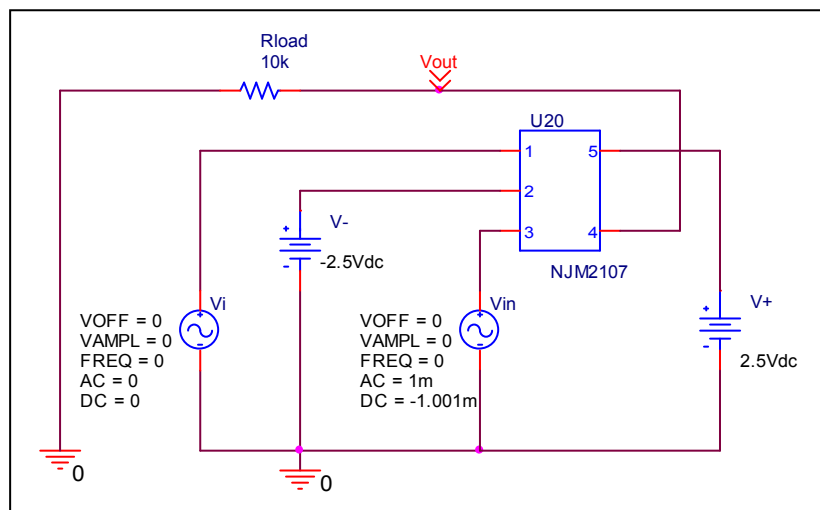 Rload
10k
Vout
U20
1
5
2
3
4
NJM2107
V-
-2.5Vdc
V+
2.5Vdc
Vi
VOFF = 0
VAMPL = 0
FREQ = 0
AC = 0
DC = 0
Vin
VOFF = 0
VAMPL = 0
FREQ = 0
AC = 1m
DC = -1.001m
0
0